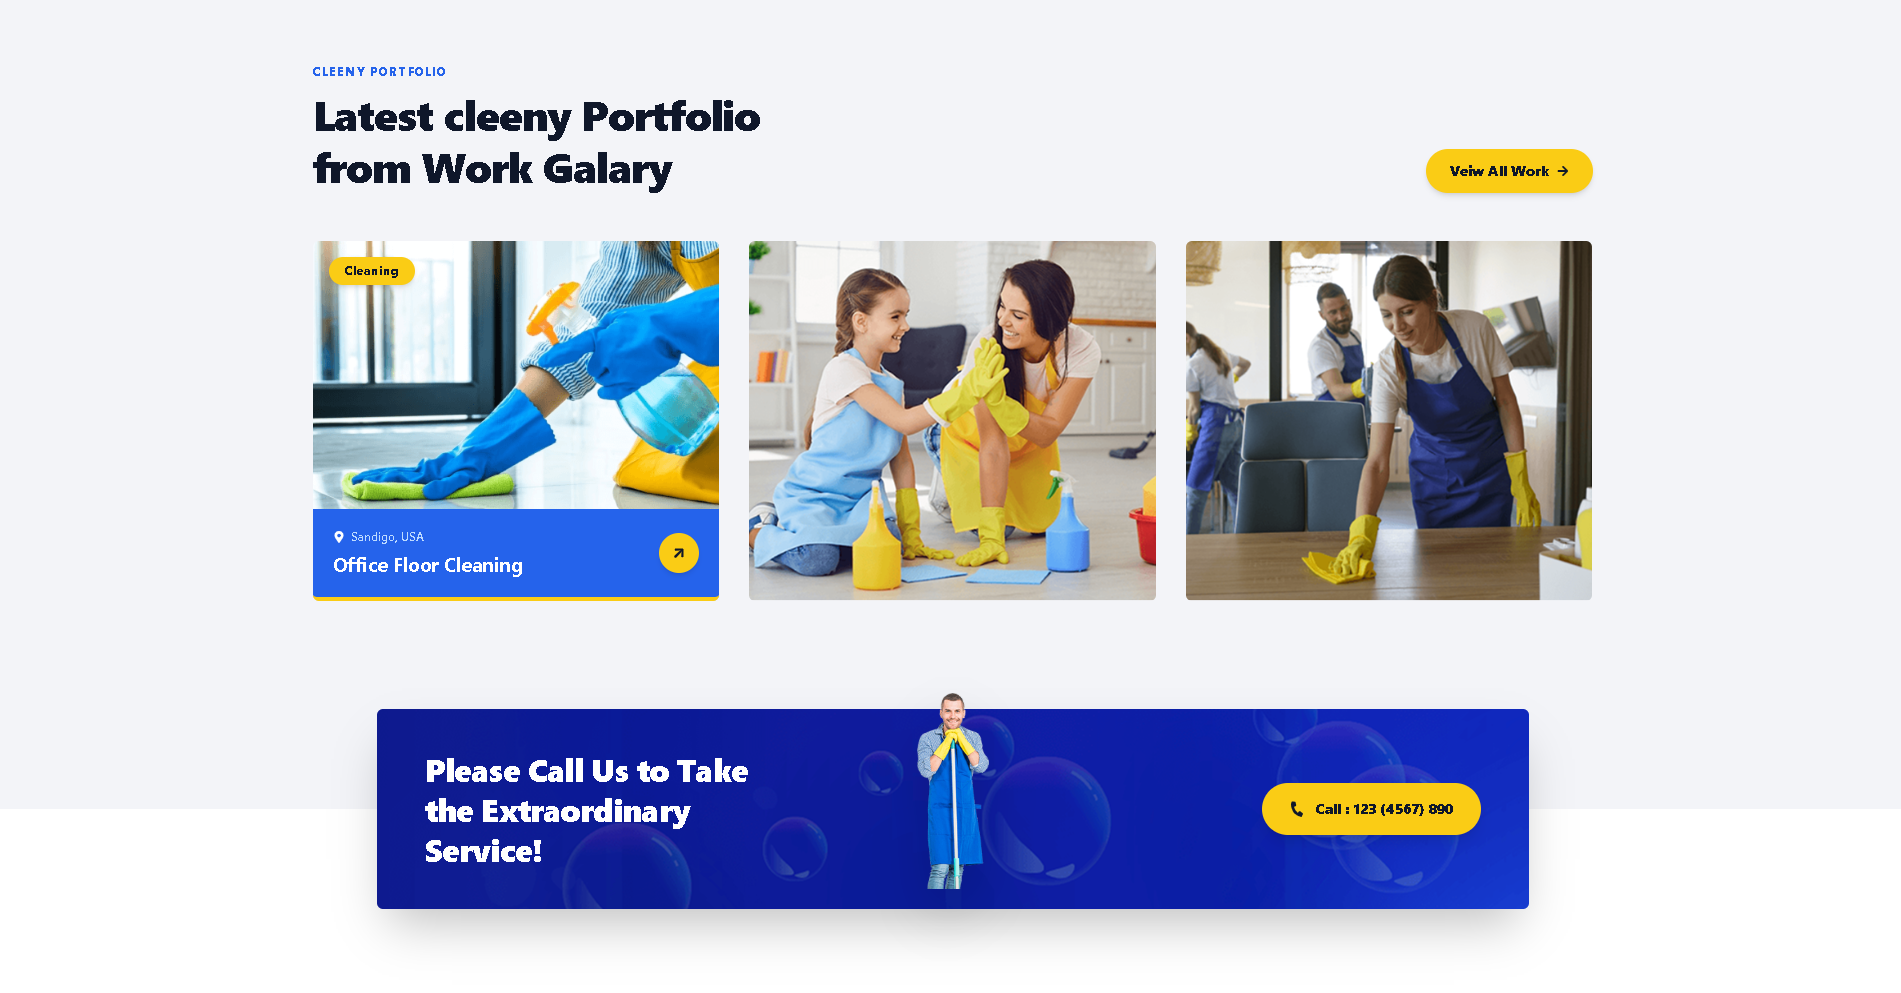 CLEENY PORTFOLIO
Latest cleeny Portfolio
from Work Galary
Veiw All Work
Cleaning
Sandigo, USA
Office Floor Cleaning
Please Call Us to Take
the Extraordinary
Service!
Call : 123 (4567) 890